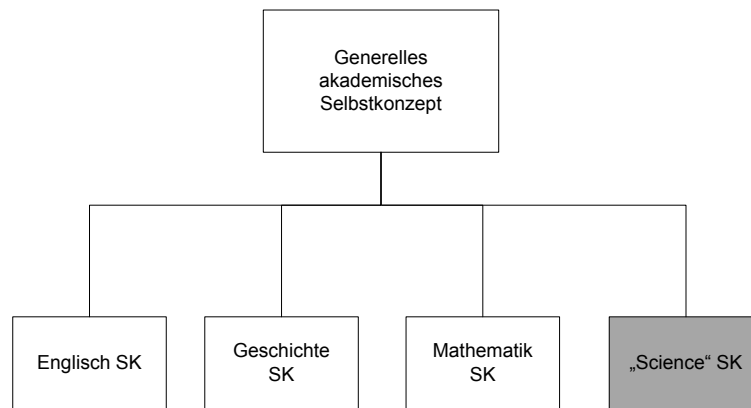 Generelles
akademisches
Selbstkonzept
Englisch SK
Geschichte
SK
Mathematik
SK
„Science“ SK